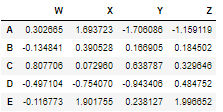 W X Y Z
A 0.302665 1.693723 -1.706086 -1.159119
B -0.134841 0.390528 0.166905 0.184502
C 0.807706 0.072960 0.638787 0.329646
D -0.497104 -0.754070 -0.943406 0.484752
E -0.116773 1.901755 0.238127 1.996652